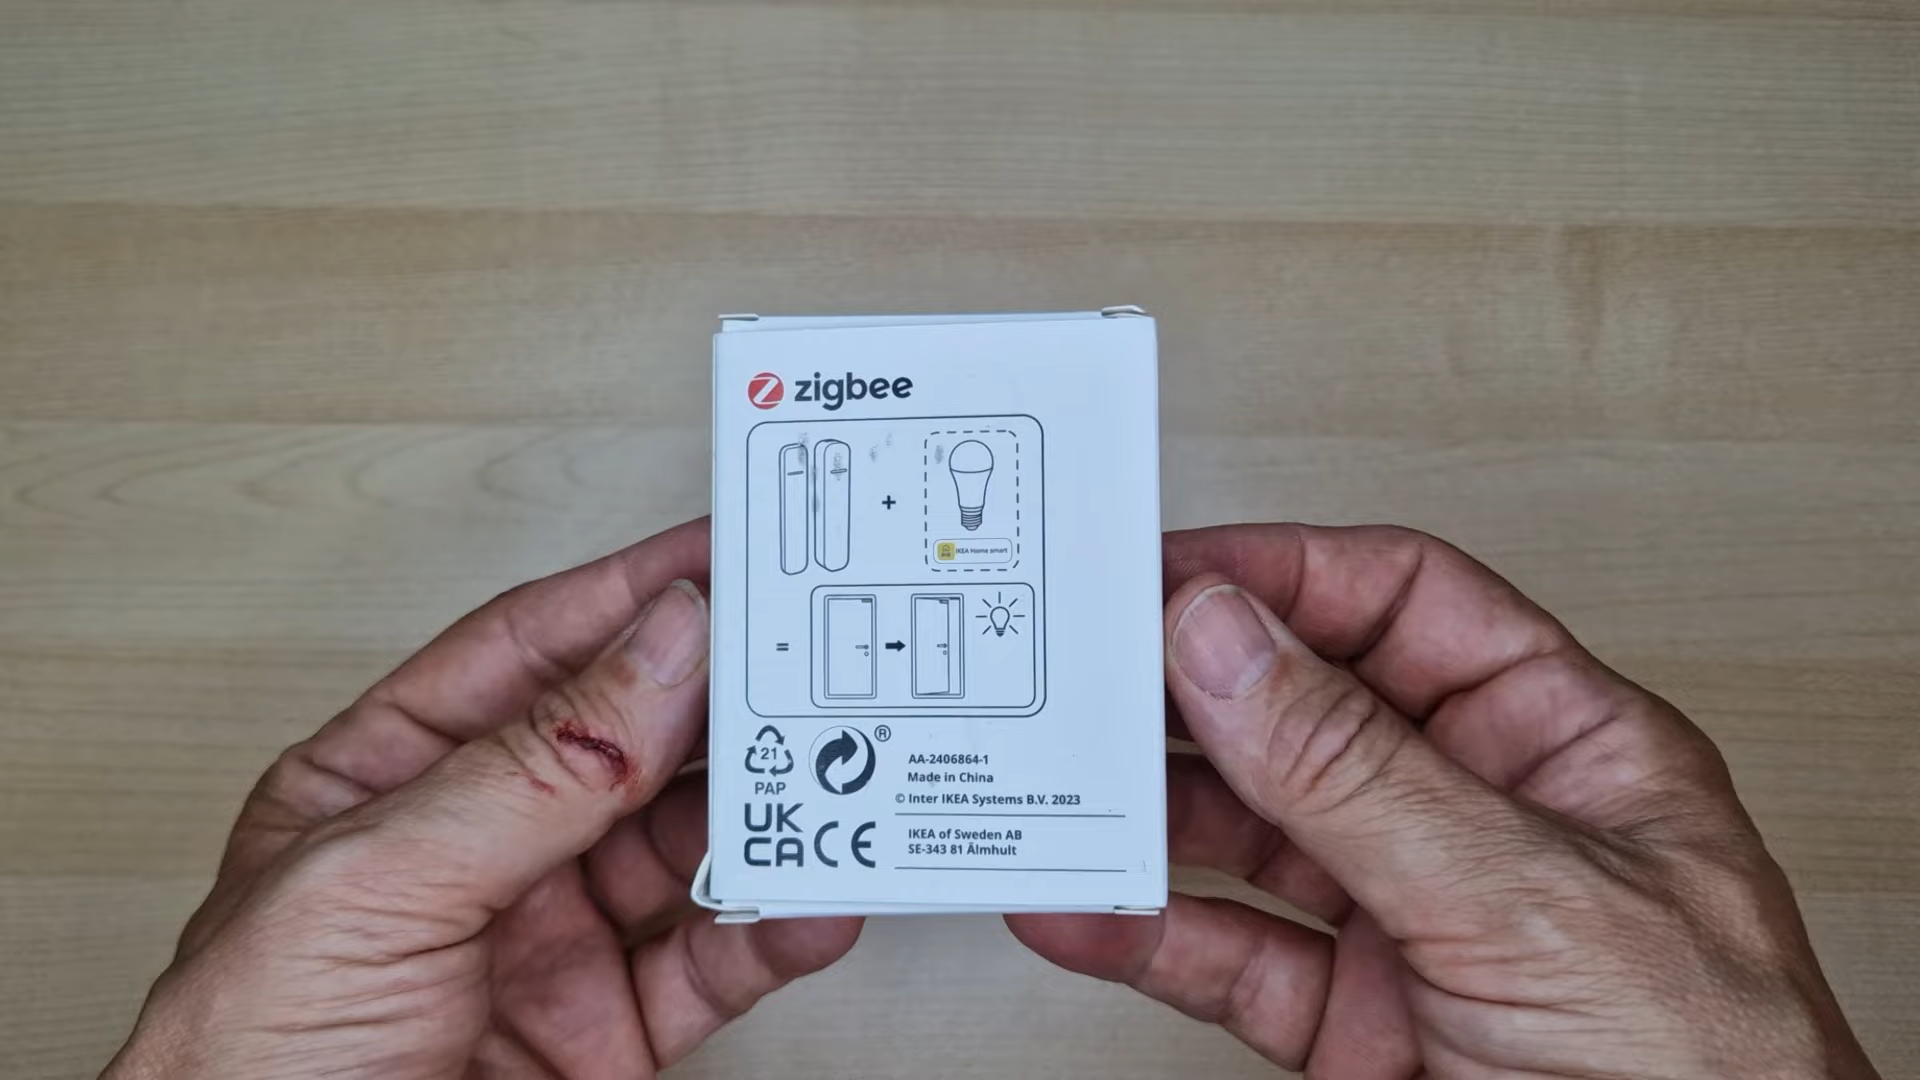 zigbee
IKEA Home smart
21
PAP
®
UK
CA CE
AA-2406864-1
Made in China
© Inter IKEA Systems B.V. 2023
IKEA of Sweden AB
SE-343 81 Älmhult